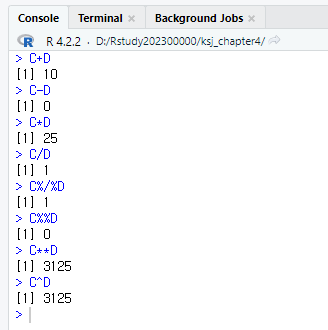 Console Terminal × Background Jobs ×
R 4.2.2 · D:/Rstudy202300000/ksj_chapter4/
> C+D
[1] 10
> C-D
[1] 0
> C*D
[1] 25
> C/D
[1] 1
> C%/%D
[1] 1
> C%%D
[1] 0
> C**D
[1] 3125
> C^D
[1] 3125
>